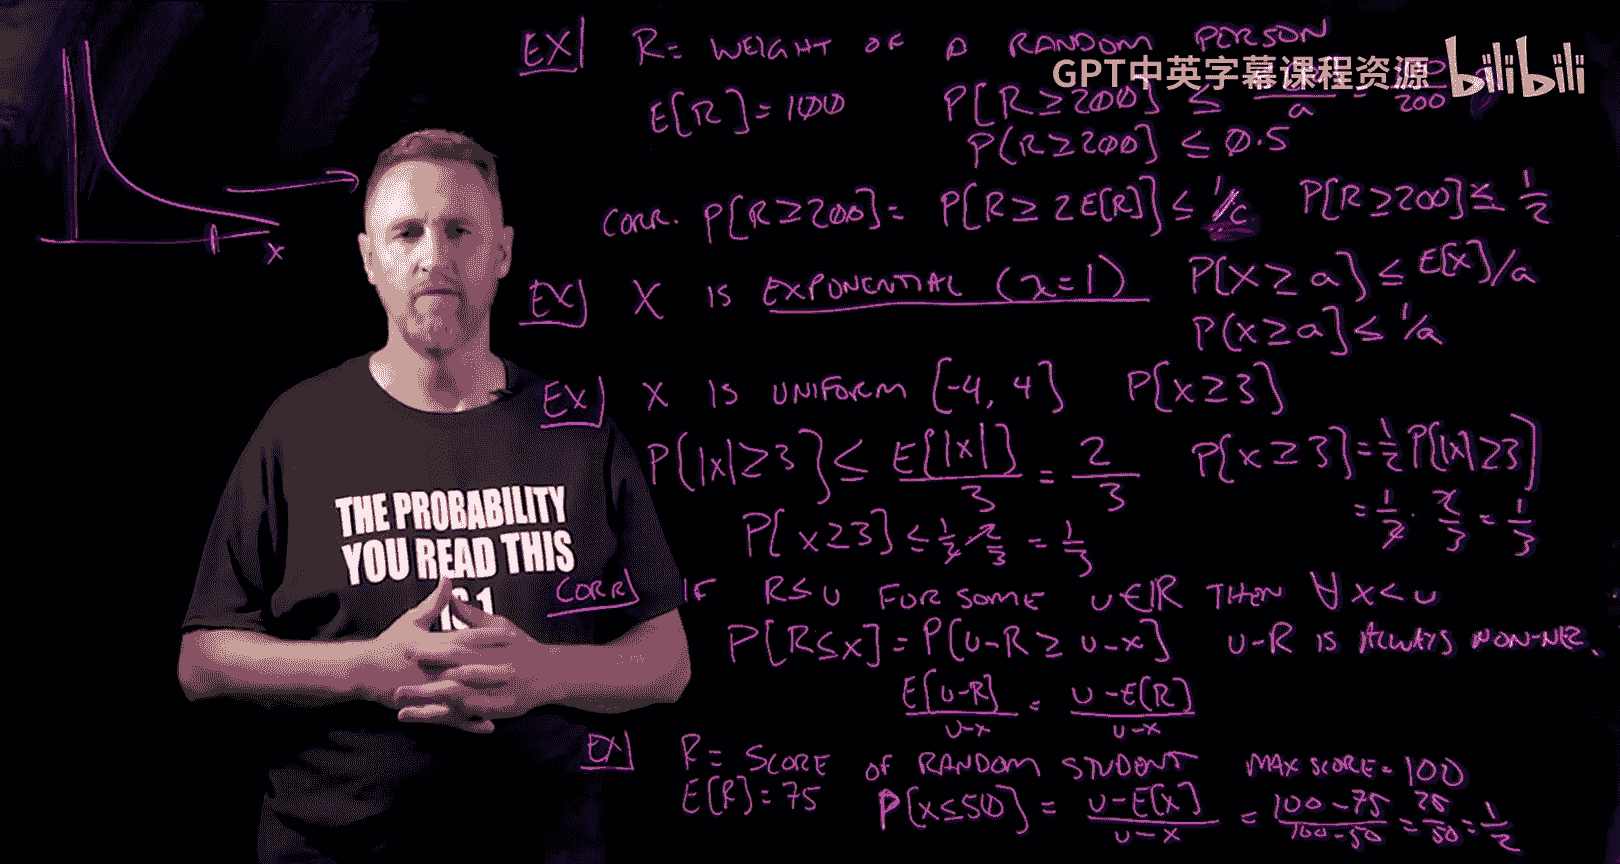 EX R= WEIGHT OF A RANDOM PERSON
GPT中英字幕课程资源 bilibili
E[R]=100 P[R≥200] ≤ /a = /200
P[R≥200] ≤ 0.5
CORR. P[R≥200]= P[R≥2E[R]] ≤ 1/c P[R≥200]≤ 1/2
x
EX X IS EXPONENTIAL (λ=1) P[X≥a] ≤ E[X]/a
P[X≥a] ≤ 1/a
EX X IS UNIFORM [-4, 4] P[X≥3]
P[|X|≥3] ≤ E[|X|]/3 = 2/3 P[X≥3]=1/2 P[|X|≥3]
= 1/2 · 2/3 = 1/3
P[X≥3] ≤ 1/2 · 2/3 = 1/3
THE PROBABILITY
YOU READ THIS
IS 1
CORR IF R≤U FOR SOME U∈ℝ THEN ∀X<U
P[R≤X]=P[U-R ≥ U-X] U-R IS ALWAYS NON-NEG.
E[U-R]/U-X = U-E[R]/U-X
EX R= SCORE OF RANDOM STUDENT MAX SCORE=100
E[R]=75 P[X≤50] = U-E[X]/U-X = 100-75/100-50 = 25/50 = 1/2